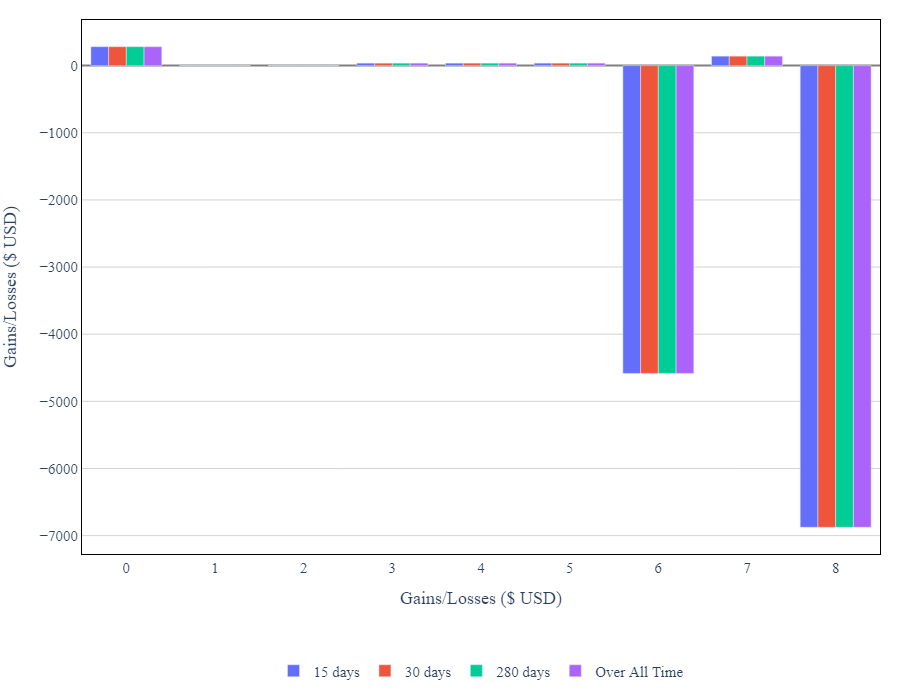 0
−1000
−2000
−3000
−4000
−5000
−6000
−7000
Gains/Losses ($ USD)
0 1 2 3 4 5 6 7 8
Gains/Losses ($ USD)
15 days 30 days 280 days Over All Time